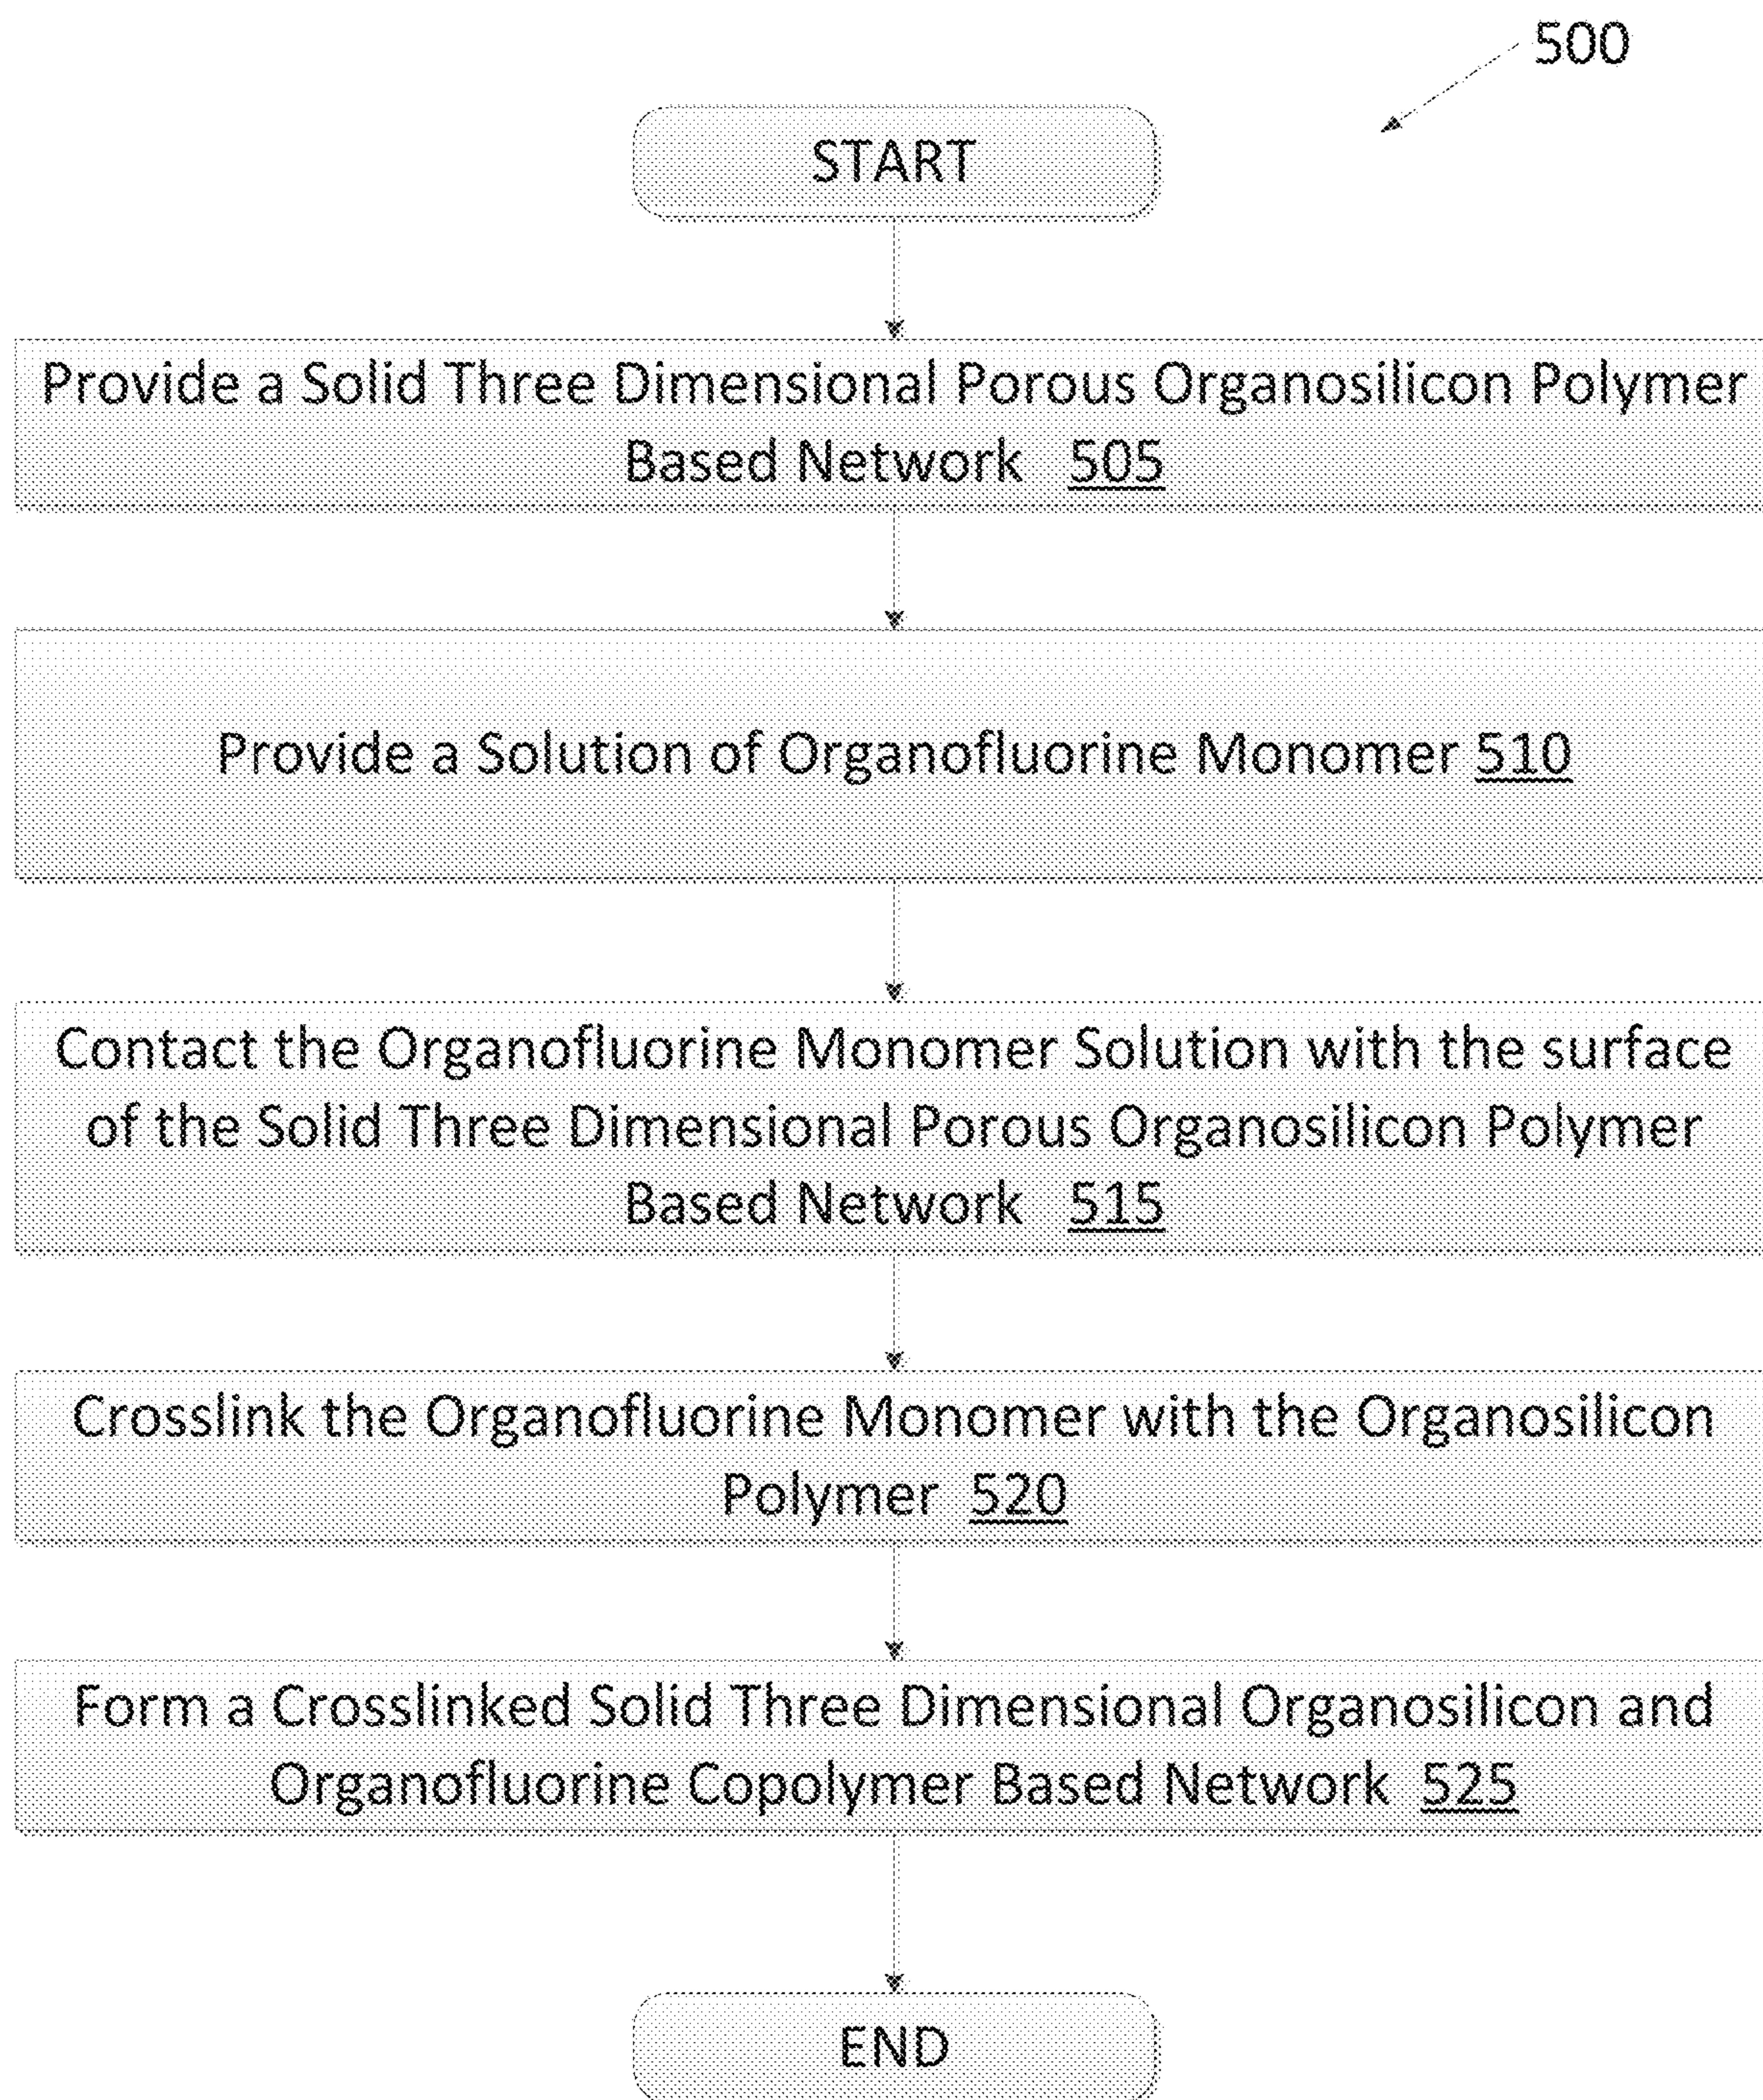 500
START
Provide a Solid Three Dimensional Porous Organosilicon Polymer
Based Network 505
Provide a Solution of Organofluorine Monomer 510
Contact the Organofluorine Monomer Solution with the surface
of the Solid Three Dimensional Porous Organosilicon Polymer
Based Network 515
Crosslink the Organofluorine Monomer with the Organosilicon
Polymer 520
Form a Crosslinked Solid Three Dimensional Organosilicon and
Organofluorine Copolymer Based Network 525
END